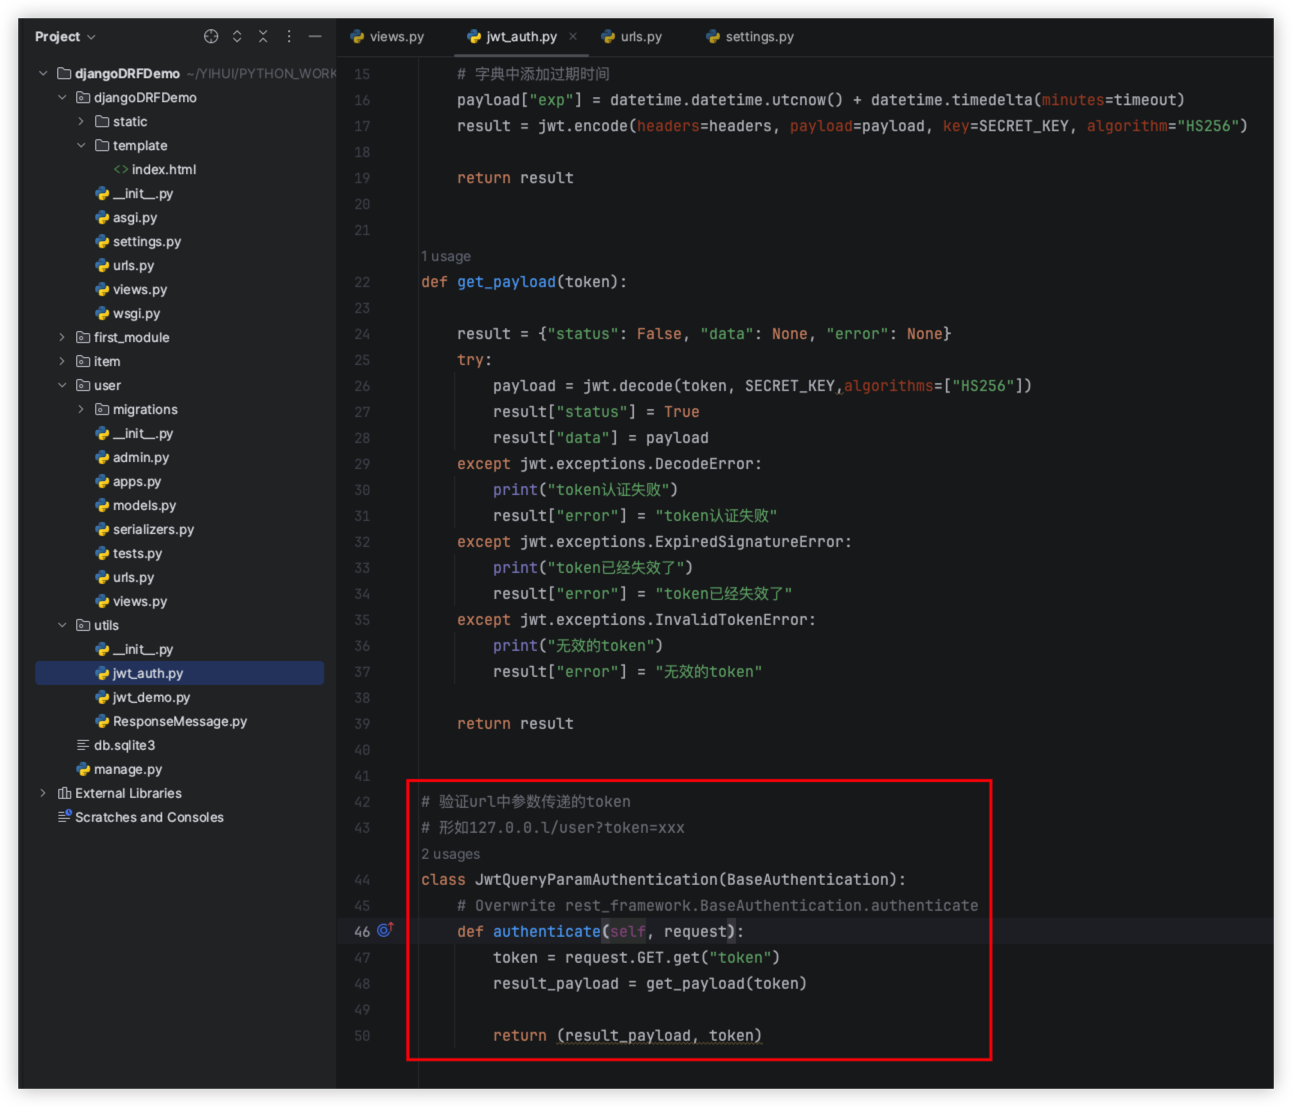 Project
views.py
jwt_auth.py
urls.py
settings.py
djangoDRFDemo ~/YIHUI/PYTHON_WORK
djangoDRFDemo
static
template
<> index.html
__init__.py
asgi.py
settings.py
urls.py
views.py
wsgi.py
first_module
item
user
migrations
__init__.py
admin.py
apps.py
models.py
serializers.py
tests.py
urls.py
views.py
utils
__init__.py
jwt_auth.py
jwt_demo.py
ResponseMessage.py
db.sqlite3
manage.py
External Libraries
Scratches and Consoles
15 # 字典中添加过期时间
16 payload["exp"] = datetime.datetime.utcnow() + datetime.timedelta(minutes=timeout)
17 result = jwt.encode(headers=headers, payload=payload, key=SECRET_KEY, algorithm="HS256")
18
19 return result
20
21
1 usage
22 def get_payload(token):
23
24 result = {"status": False, "data": None, "error": None}
25 try:
26 payload = jwt.decode(token, SECRET_KEY,algorithms=["HS256"])
27 result["status"] = True
28 result["data"] = payload
29 except jwt.exceptions.DecodeError:
30 print("token认证失败")
31 result["error"] = "token认证失败"
32 except jwt.exceptions.ExpiredSignatureError:
33 print("token已经失效了")
34 result["error"] = "token已经失效了"
35 except jwt.exceptions.InvalidTokenError:
36 print("无效的token")
37 result["error"] = "无效的token"
38
39 return result
40
41
42 # 验证url中参数传递的token
43 # 形如127.0.0.l/user?token=xxx
2 usages
44 class JwtQueryParamAuthentication(BaseAuthentication):
45 # Overwrite rest_framework.BaseAuthentication.authenticate
46 def authenticate(self, request):
47 token = request.GET.get("token")
48 result_payload = get_payload(token)
49
50 return (result_payload, token)